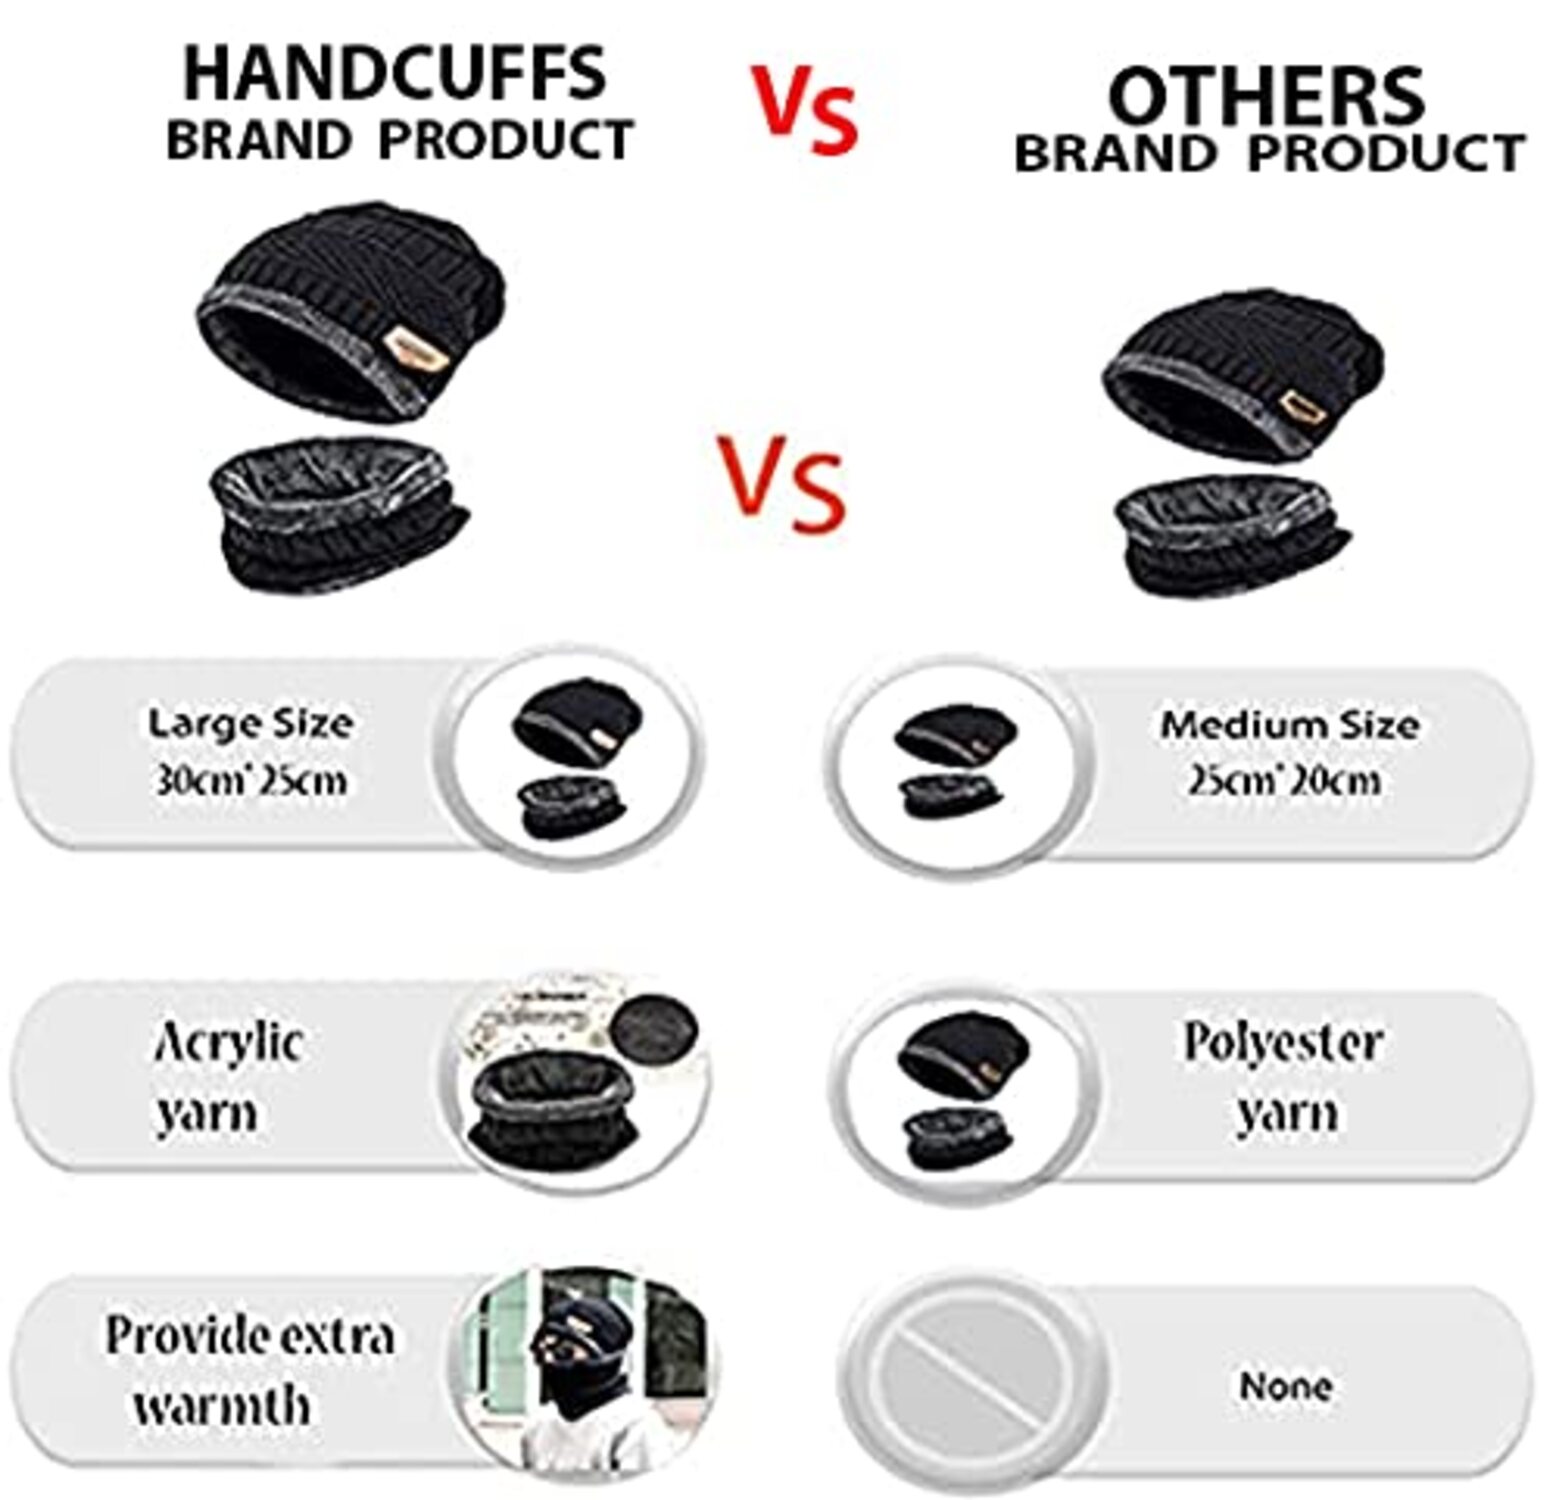 HANDCUFFS
BRAND PRODUCT
VS
OTHERS
BRAND PRODUCT
VS
Large Size
30cm*25cm
Medium Size
25cm*20cm
Acrylic
yarn
Polyester
yarn
Provide extra
warmth
None